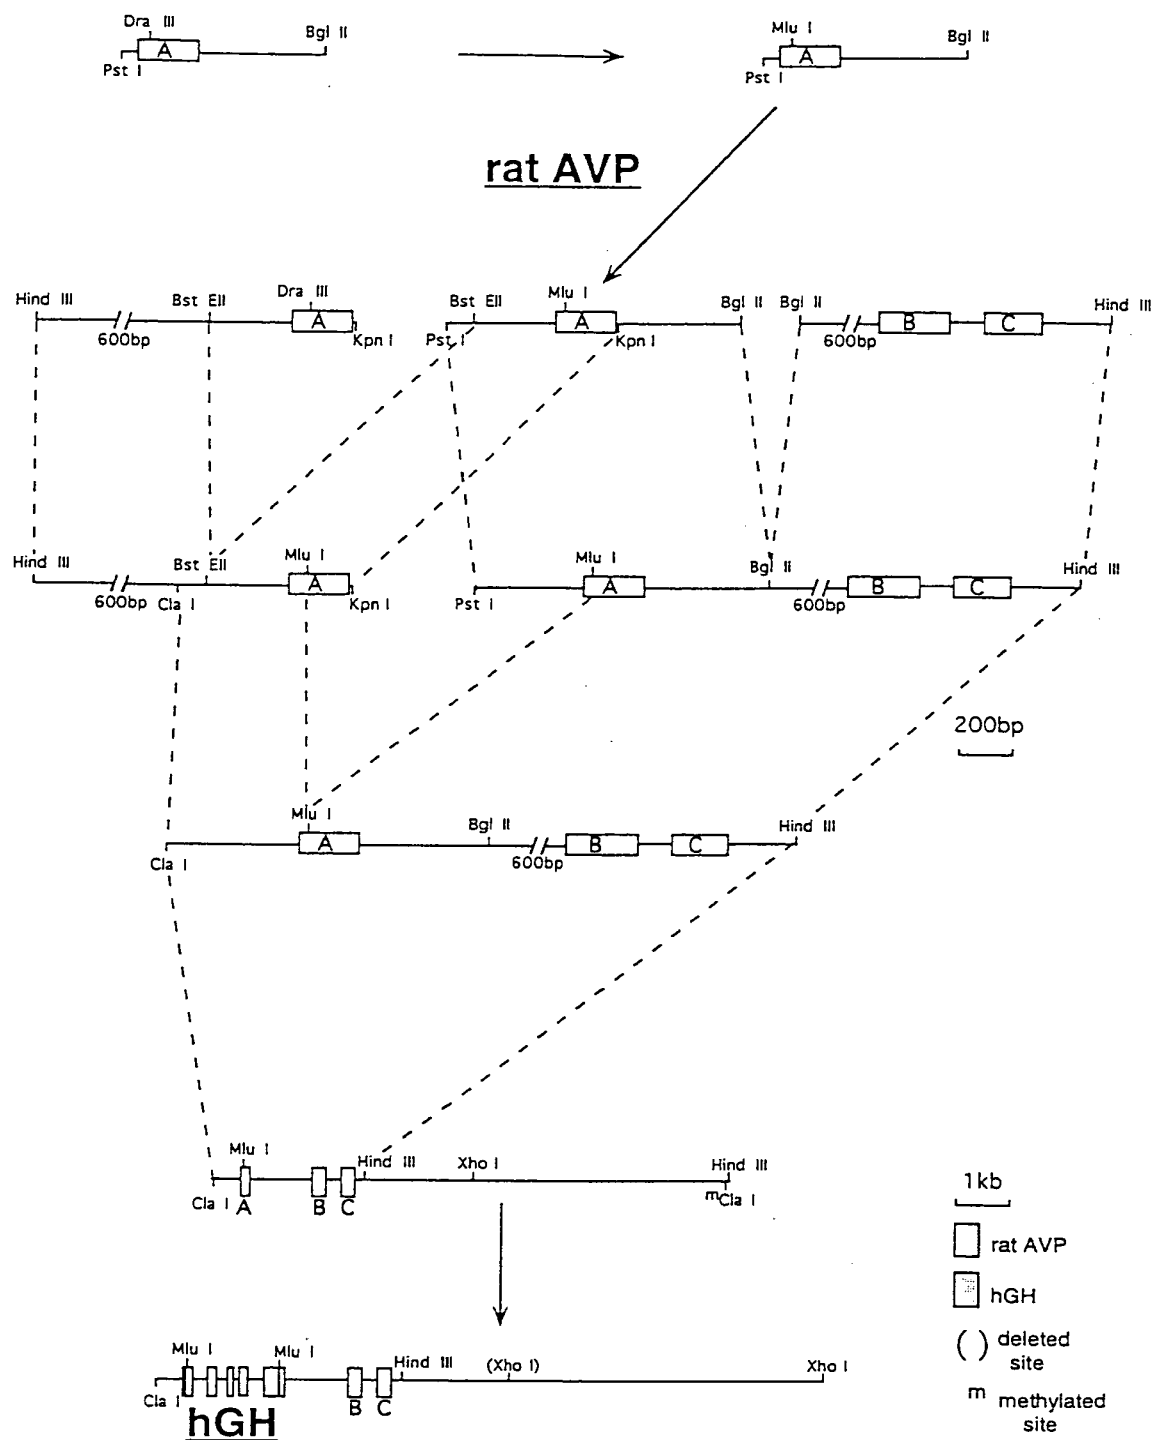 Dra III
A
Bgl II
Pst I
Mlu I
A
Bgl II
Pst I
rat AVP
Hind III
Bst EII
Dra III
A
600bp
Kpn I
Bst EII
Mlu I
A
Bgl II
Pst I
Kpn I
Bgl II
B
C
Hind III
600bp
Hind III
Bst EII
Mlu I
A
600bp
Cla I
Kpn I
Mlu I
A
Bgl II
B
C
Hind III
Pst I
600bp
200bp
Mlu I
A
Bgl II
B
C
Hind III
Cla I
600bp
Mlu I
Hind III
Xho I
Hind III
Cla I
A
B
C
mCla I
1kb
rat AVP
hGH
( ) deleted
site
m methylated
site
Mlu I
Mlu I
Hind III
(Xho I)
Xho I
Cla I
B
C
hGH